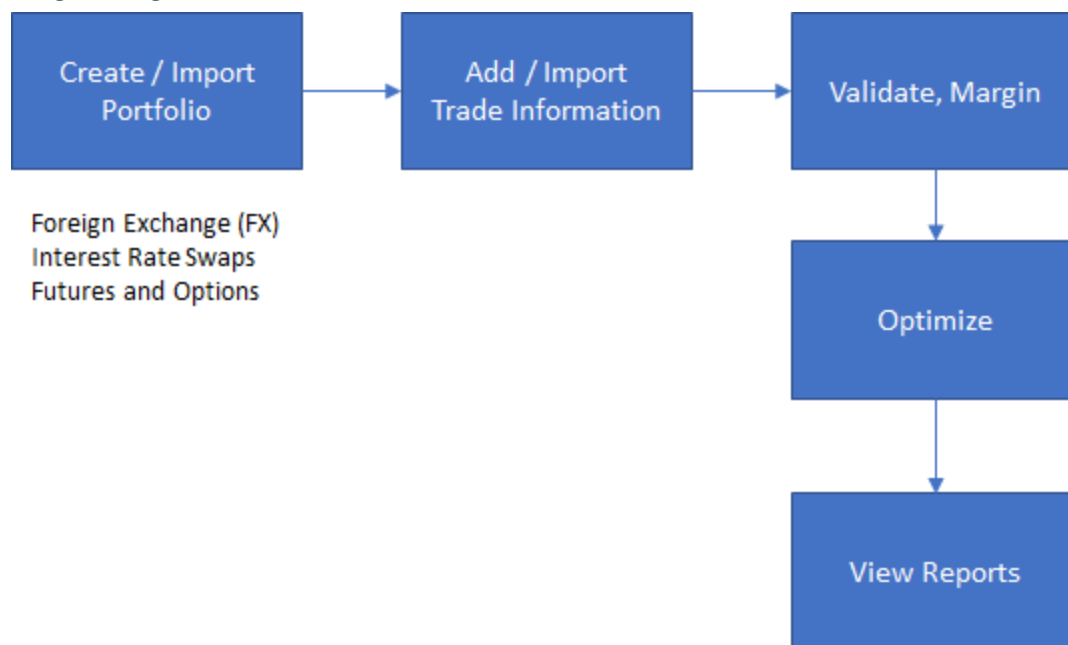 Create / Import
Portfolio
Add / Import
Trade Information
Validate, Margin
Foreign Exchange (FX)
Interest Rate Swaps
Futures and Options
Optimize
View Reports